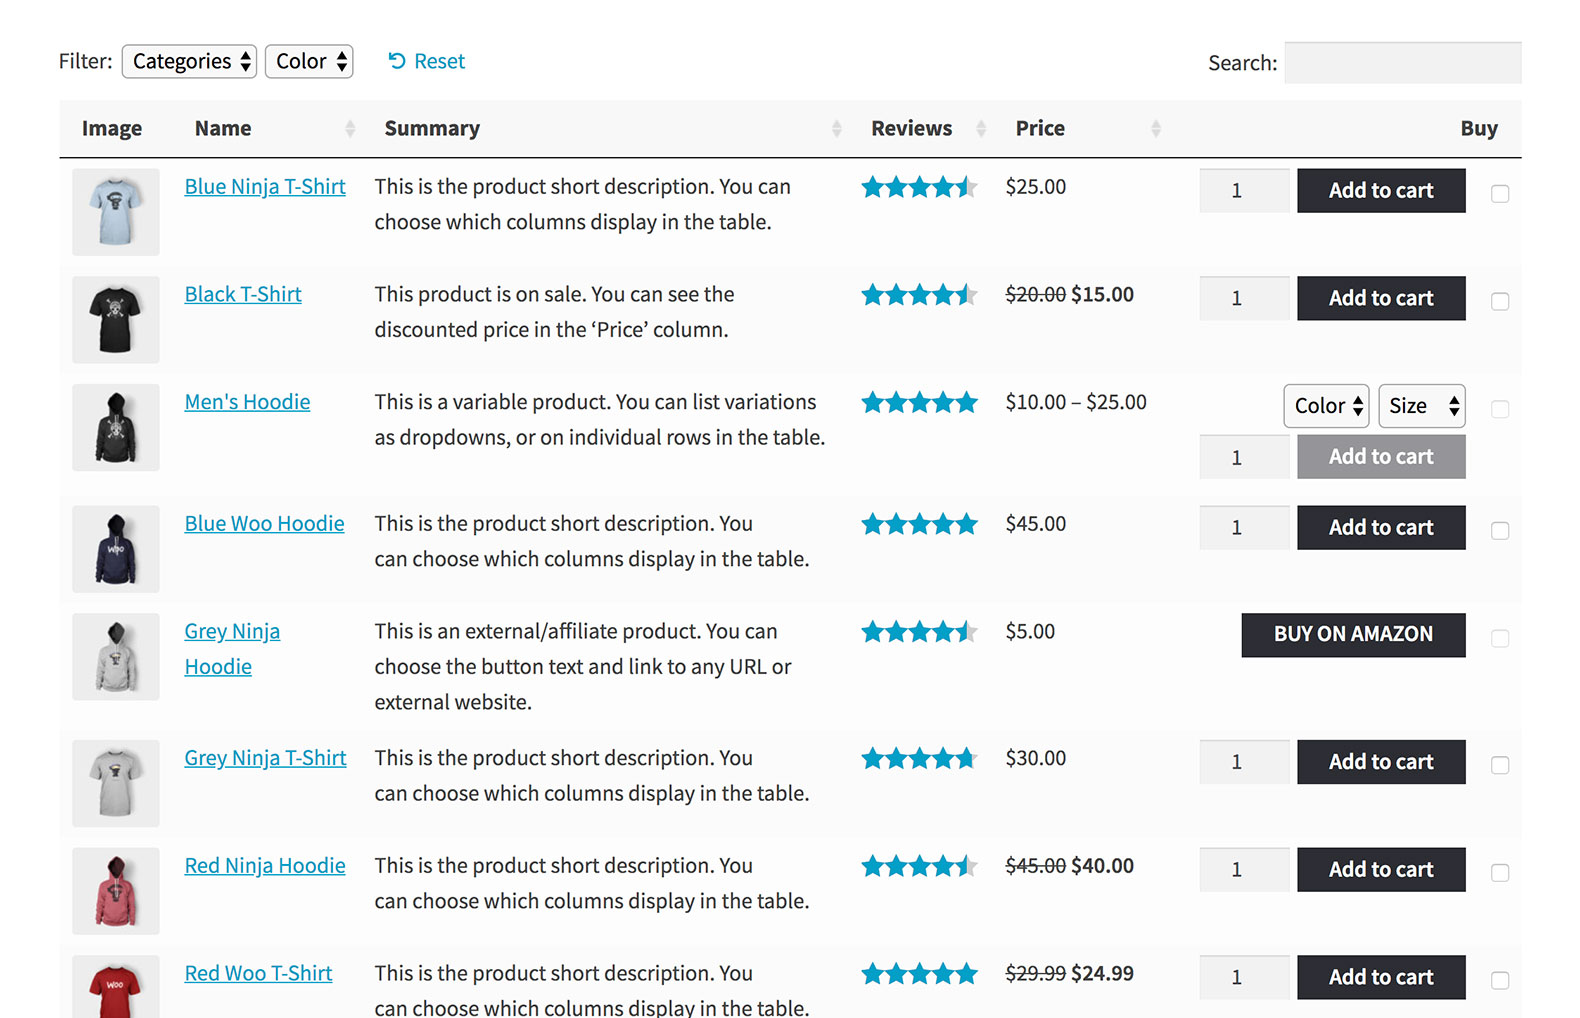 Filter: Categories Color Reset Search:
Image Name Summary Reviews Price Buy
Blue Ninja T-Shirt This is the product short description. You can $25.00 1 Add to cart
choose which columns display in the table.
Black T-Shirt This product is on sale. You can see the $20.00 $15.00 1 Add to cart
discounted price in the ‘Price’ column.
Men's Hoodie This is a variable product. You can list variations $10.00 – $25.00 Color Size
as dropdowns, or on individual rows in the table.
1 Add to cart
Blue Woo Hoodie This is the product short description. You $45.00 1 Add to cart
WOO
can choose which columns display in the table.
Grey Ninja This is an external/affiliate product. You can $5.00 BUY ON AMAZON
Hoodie choose the button text and link to any URL or
external website.
Grey Ninja T-Shirt This is the product short description. You $30.00 1 Add to cart
can choose which columns display in the table.
Red Ninja Hoodie This is the product short description. You $45.00 $40.00 1 Add to cart
can choose which columns display in the table.
Red Woo T-Shirt This is the product short description. You $29.99 $24.99 1 Add to cart
WOO
can choose which columns display in the table.